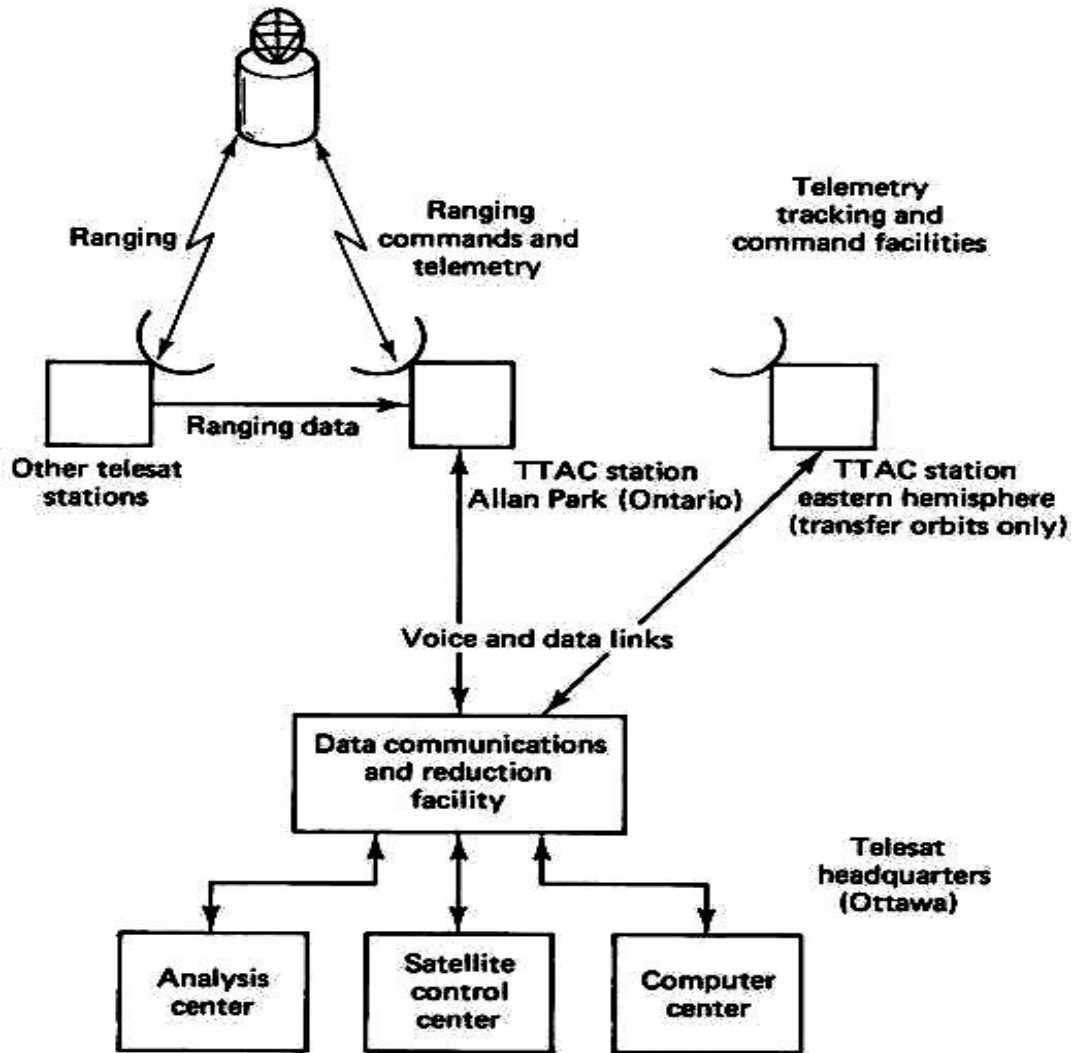 Ranging
Ranging
commands and
telemetry
Telemetry
tracking and
command facilities
Ranging data
Other telesat
stations
TTAC station
Allan Park (Ontario)
TTAC station
eastern hemisphere
(transfer orbits only)
Voice and data links
Data communications
and reduction
facility
Telesat
headquarters
(Ottawa)
Analysis
center
Satellite
control
center
Computer
center